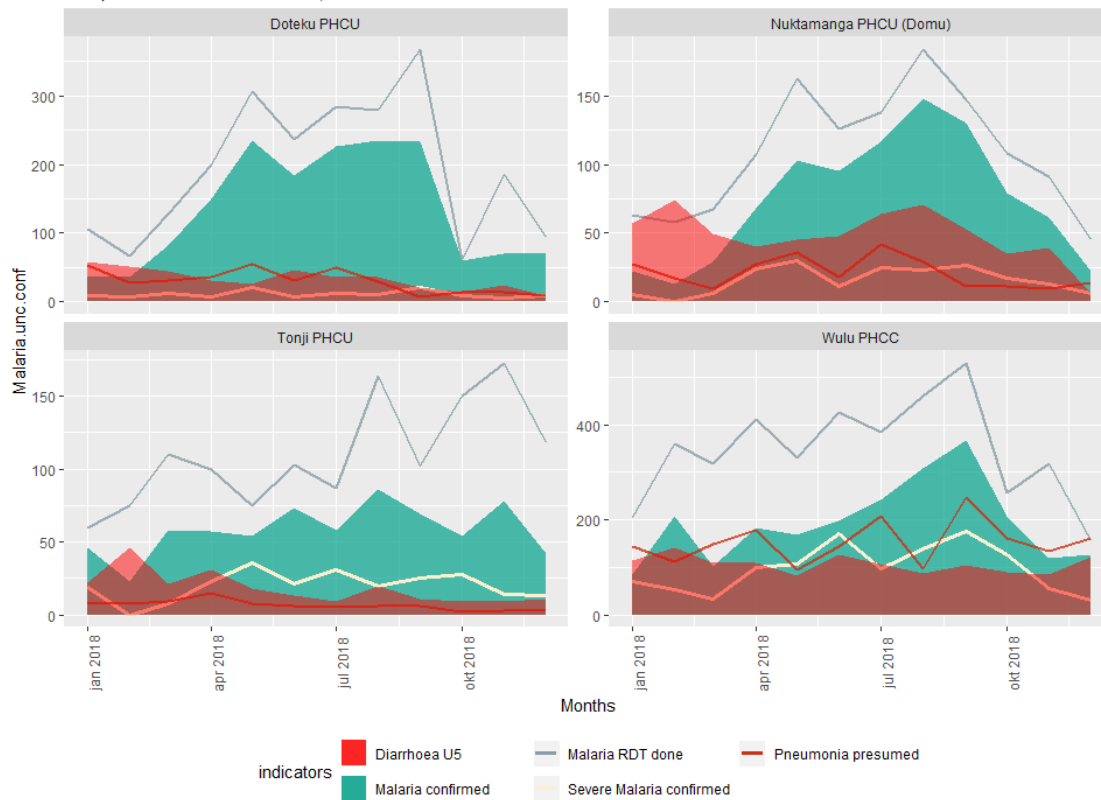 Doteku PHCU
Nuktamanga PHCU (Domu)
300
200
100
0
150
100
50
0
Tonji PHCU
Wulu PHCC
Malaria.unc.conf
150
100
50
0
400
200
0
jan 2018
apr 2018
jul 2018
okt 2018
jan 2018
apr 2018
jul 2018
okt 2018
Months
indicators
Diarrhoea U5
Malaria RDT done
Pneumonia presumed
Malaria confirmed
Severe Malaria confirmed